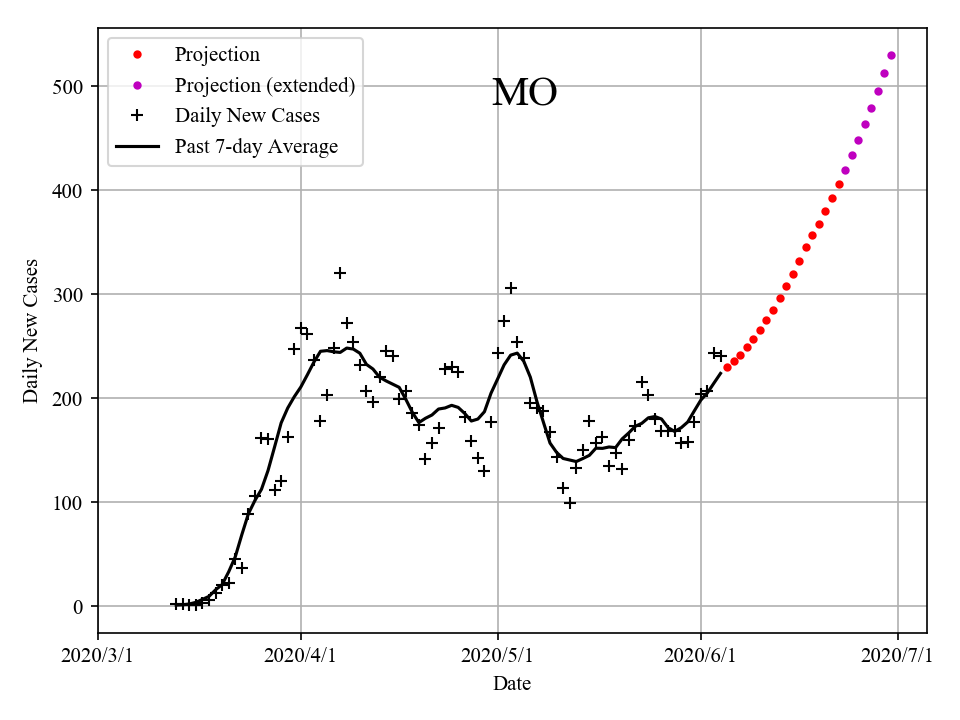 Projection
Projection (extended)
Daily New Cases
Past 7-day Average
MO
Daily New Cases
500
400
300
200
100
0
2020/3/1 2020/4/1 2020/5/1 2020/6/1 2020/7/1
Date